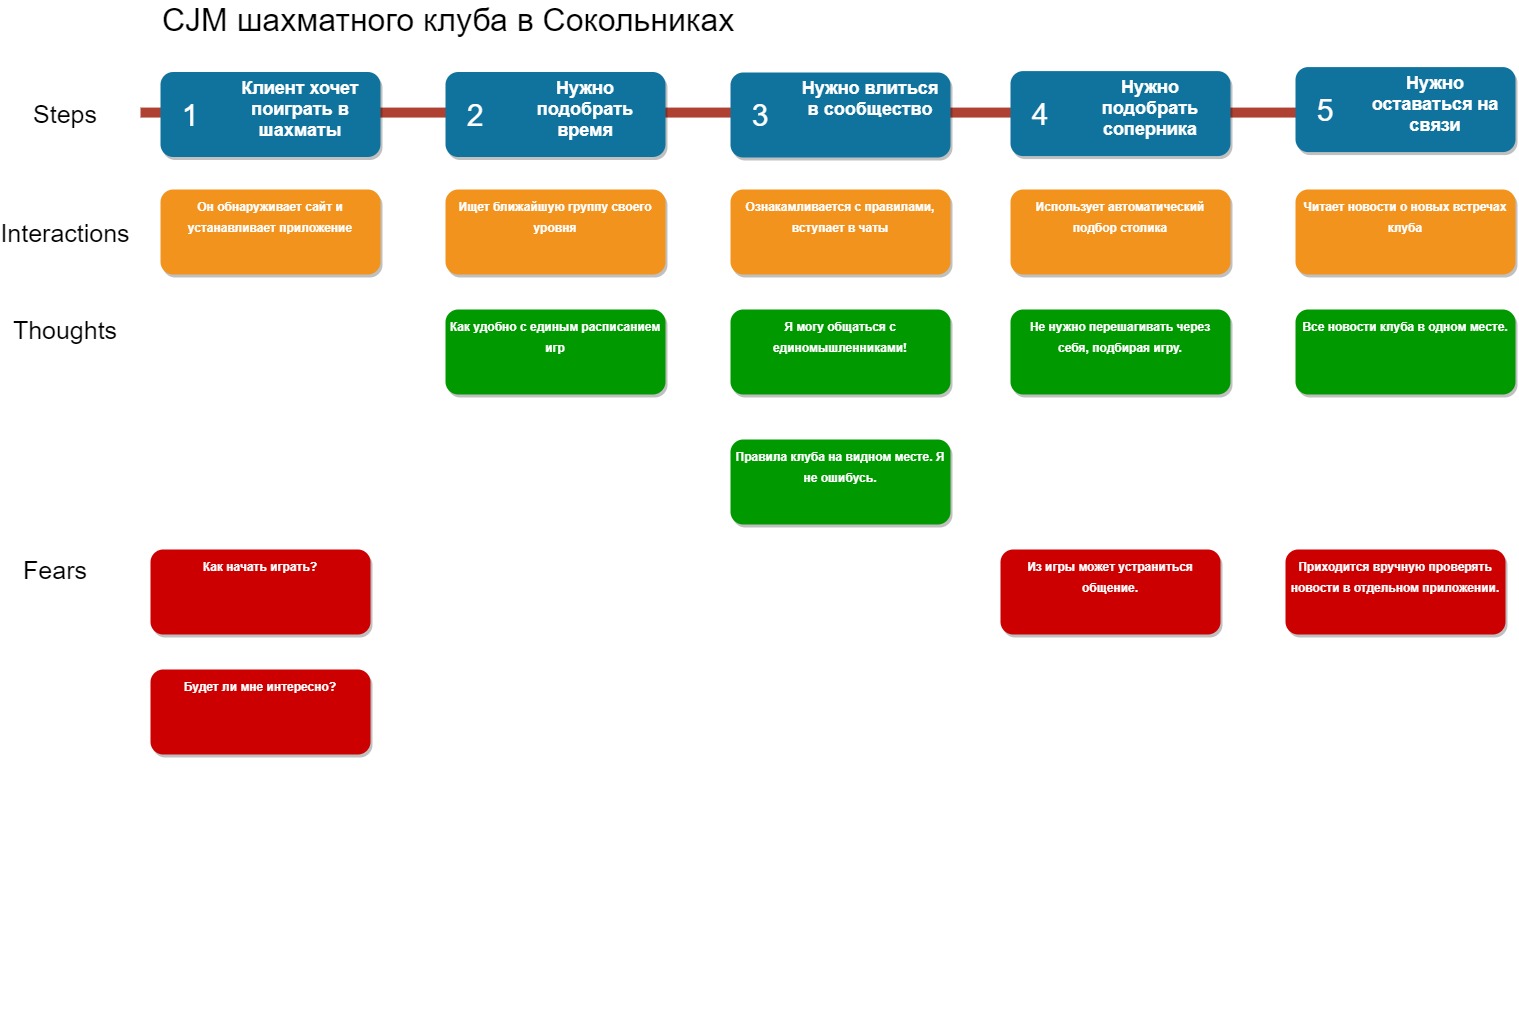 CJM шахматного клуба в Сокольниках
Steps
1
Клиент хочет
поиграть в
шахматы
2
Нужно
подобрать
время
3
Нужно влиться
в сообщество
4
Нужно
подобрать
соперника
5
Нужно
оставаться на
связи
Interactions
Он обнаруживает сайт и
устанавливает приложение
Ищет ближайшую группу своего
уровня
Ознакамливается с правилами,
вступает в чаты
Использует автоматический
подбор столика
Читает новости о новых встречах
клуба
Thoughts
Как удобно с единым расписанием
игр
Я могу общаться с
единомышленниками!
Не нужно перешагивать через
себя, подбирая игру.
Все новости клуба в одном месте.
Правила клуба на видном месте. Я
не ошибусь.
Fears
Как начать играть?
Из игры может устраниться
общение.
Приходится вручную проверять
новости в отдельном приложении.
Будет ли мне интересно?